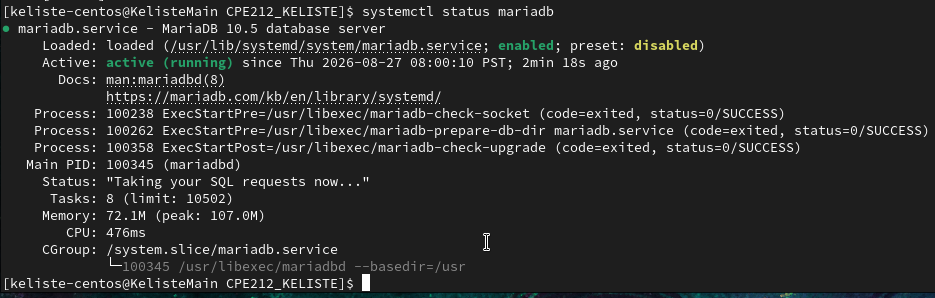 [keliste-centos@KelisteMain CPE212_KELISTE]$ systemctl status mariadb
● mariadb.service – MariaDB 10.5 database server
Loaded: loaded (/usr/lib/systemd/system/mariadb.service; enabled; preset: disabled)
Active: active (running) since Thu 2026-08-27 08:00:10 PST; 2min 18s ago
Docs: man:mariadbd(8)
https://mariadb.com/kb/en/library/systemd/
Process: 100238 ExecStartPre=/usr/libexec/mariadb-check-socket (code=exited, status=0/SUCCESS)
Process: 100262 ExecStartPre=/usr/libexec/mariadb-prepare-db-dir mariadb.service (code=exited, status=0/SUCCESS)
Process: 100358 ExecStartPost=/usr/libexec/mariadb-check-upgrade (code=exited, status=0/SUCCESS)
Main PID: 100345 (mariadbd)
Status: "Taking your SQL requests now..."
Tasks: 8 (limit: 10502)
Memory: 72.1M (peak: 107.0M)
CPU: 476ms
CGroup: /system.slice/mariadb.service
└─100345 /usr/libexec/mariadbd --basedir=/usr
[keliste-centos@KelisteMain CPE212_KELISTE]$